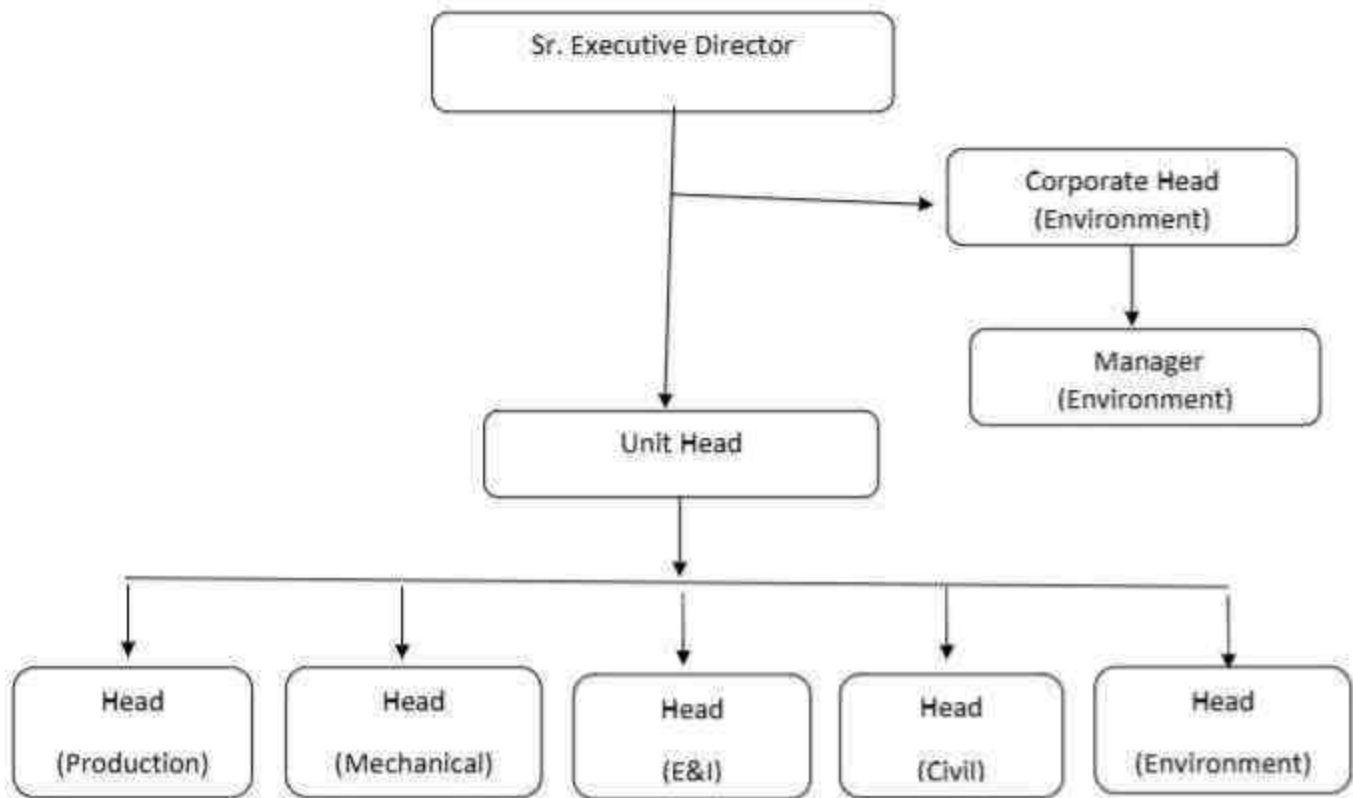 Sr. Executive Director
Corporate Head
(Environment)
Manager
(Environment)
Unit Head
Head
(Production)
Head
(Mechanical)
Head
(E&I)
Head
(Civil)
Head
(Environment)